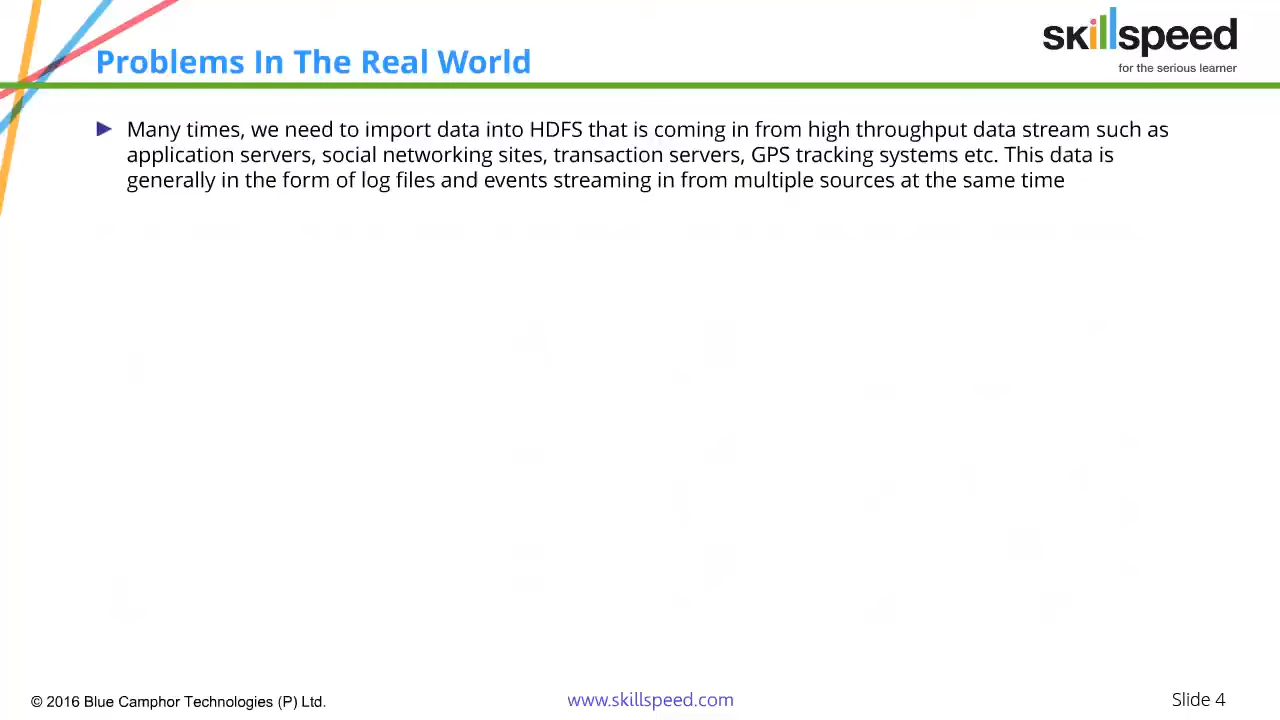 skillspeed
for the serious learner
Problems In The Real World
► Many times, we need to import data into HDFS that is coming in from high throughput data stream such as
application servers, social networking sites, transaction servers, GPS tracking systems etc. This data is
generally in the form of log files and events streaming in from multiple sources at the same time
© 2016 Blue Camphor Technologies (P) Ltd.
www.skillspeed.com
Slide 4